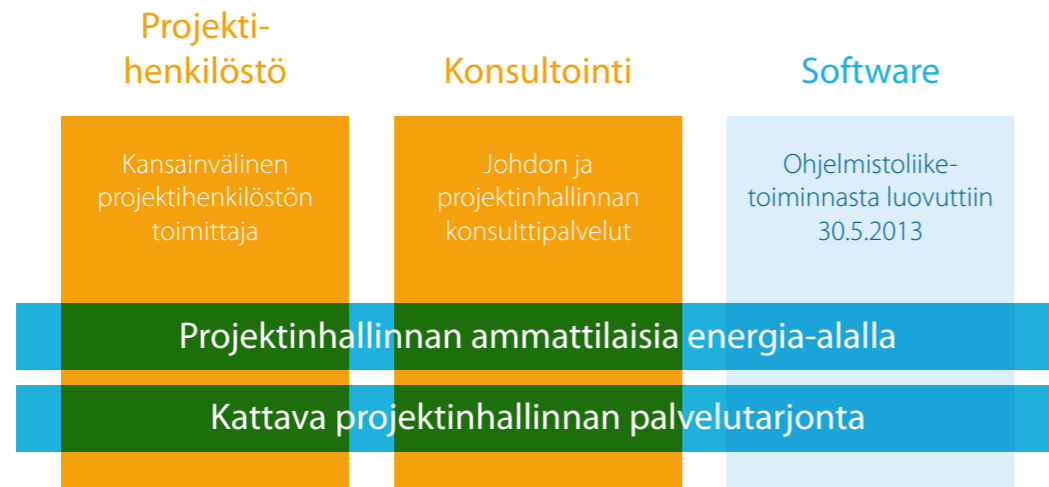 Projekti-
henkilöstö
Konsultointi
Software
Kansainvälinen
projektihenkilöstön
toimittaja
Johdon ja
projektinhallinnan
konsulttipalvelut
Ohjelmistoliike-
toiminnasta luovuttiin
30.5.2013
Projektinhallinnan ammattilaisia energia-alalla
Kattava projektinhallinnan palvelutarjonta